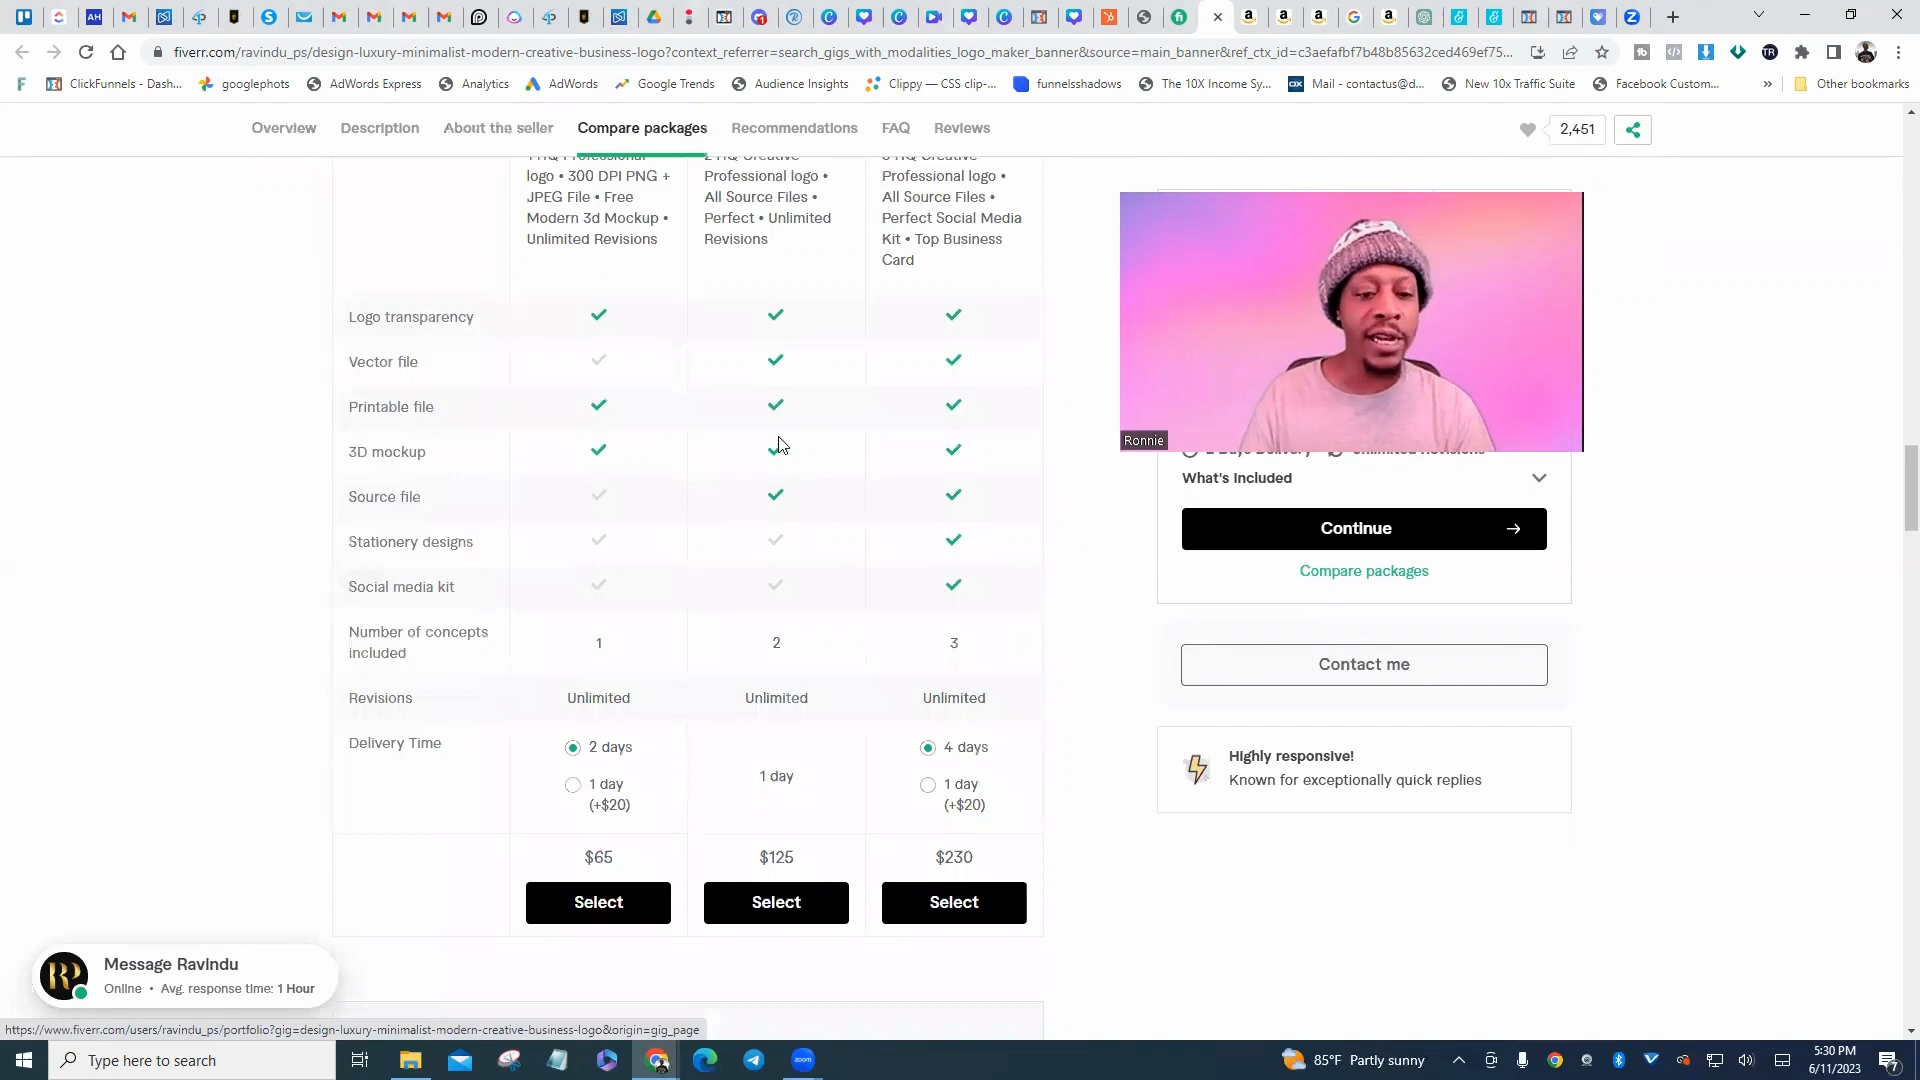 fiverr.com/ravindu_ps/design-luxury-minimalist-modern-creative-business-logo?context_referrer=search_gigs_with_modalities_logo_maker_banner&source=main_banner&ref_ctx_id=c3aefafbf7b48b85632ced469ef75...
ClickFunnels - Dash... googlephots AdWords Express Analytics AdWords Google Trends Audience Insights Clippy — CSS clip-... funnelsshadows The 10X Income Sy... Mail - contactus@d... New 10x Traffic Suite Facebook Custom... » Other bookmarks
Overview Description About the seller Compare packages Recommendations FAQ Reviews 2,451
logo • 300 DPI PNG + JPEG File • Free Modern 3d Mockup • Unlimited Revisions
Professional logo • All Source Files • Perfect • Unlimited Revisions
Professional logo • All Source Files • Perfect Social Media Kit • Top Business Card
Logo transparency
Vector file
Printable file
3D mockup
Source file
Stationery designs
Social media kit
Number of concepts included 1 2 3
Revisions Unlimited Unlimited Unlimited
Delivery Time
2 days
1 day (+$20)
1 day
4 days
1 day (+$20)
$65 $125 $230
Select Select Select
Ronnie
What's Included
Continue →
Compare packages
Contact me
Highly responsive!
Known for exceptionally quick replies
RP
Message Ravindu
Online • Avg. response time: 1 Hour
https://www.fiverr.com/users/ravindu_ps/portfolio?gig=design-luxury-minimalist-modern-creative-business-logo&origin=gig_page
Type here to search
zoom
85°F Partly sunny
5:30 PM
6/11/2023
7